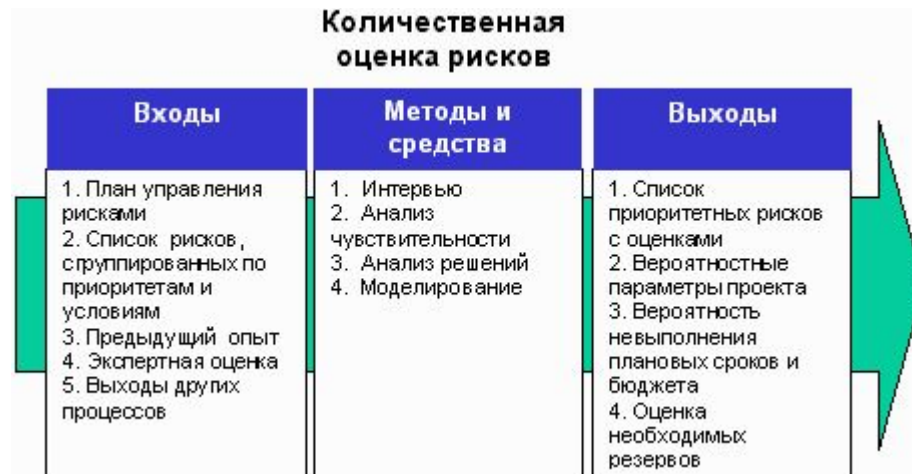 Количественная
оценка рисков
Входы
1. План управления
рисками
2. Список рисков,
сгруппированных по
приоритетам и
условиям
3. Предыдущий опыт
4. Экспертная оценка
5. Выходы других
процессов
Методы и
средства
1. Интервью
2. Анализ
чувствительности
3. Анализ решений
4. Моделирование
Выходы
1. Список
приоритетных рисков
с оценками
2. Вероятностные
параметры проекта
3. Вероятность
невыполнения
плановых сроков и
бюджета
4. Оценка
необходимых
резервов